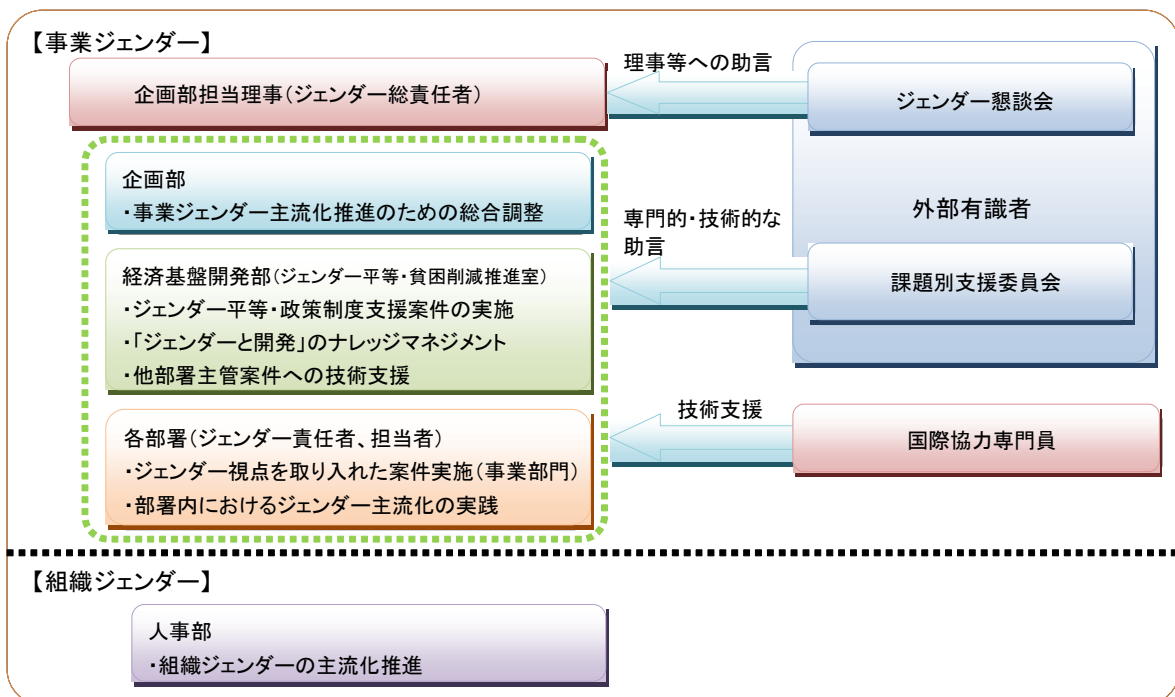 【事業ジェンダー】
企画部担当理事(ジェンダー総責任者)
理事等への助言
ジェンダー懇談会
企画部
・事業ジェンダー主流化推進のための総合調整
外部有識者
専門的・技術的な
助言
経済基盤開発部(ジェンダー平等・貧困削減推進室)
・ジェンダー平等・政策制度支援案件の実施
・「ジェンダーと開発」のナレッジマネジメント
・他部署主管案件への技術支援
課題別支援委員会
各部署(ジェンダー責任者、担当者)
・ジェンダー視点を取り入れた案件実施(事業部門)
・部署内におけるジェンダー主流化の実践
技術支援
国際協力専門員
【組織ジェンダー】
人事部
・組織ジェンダーの主流化推進